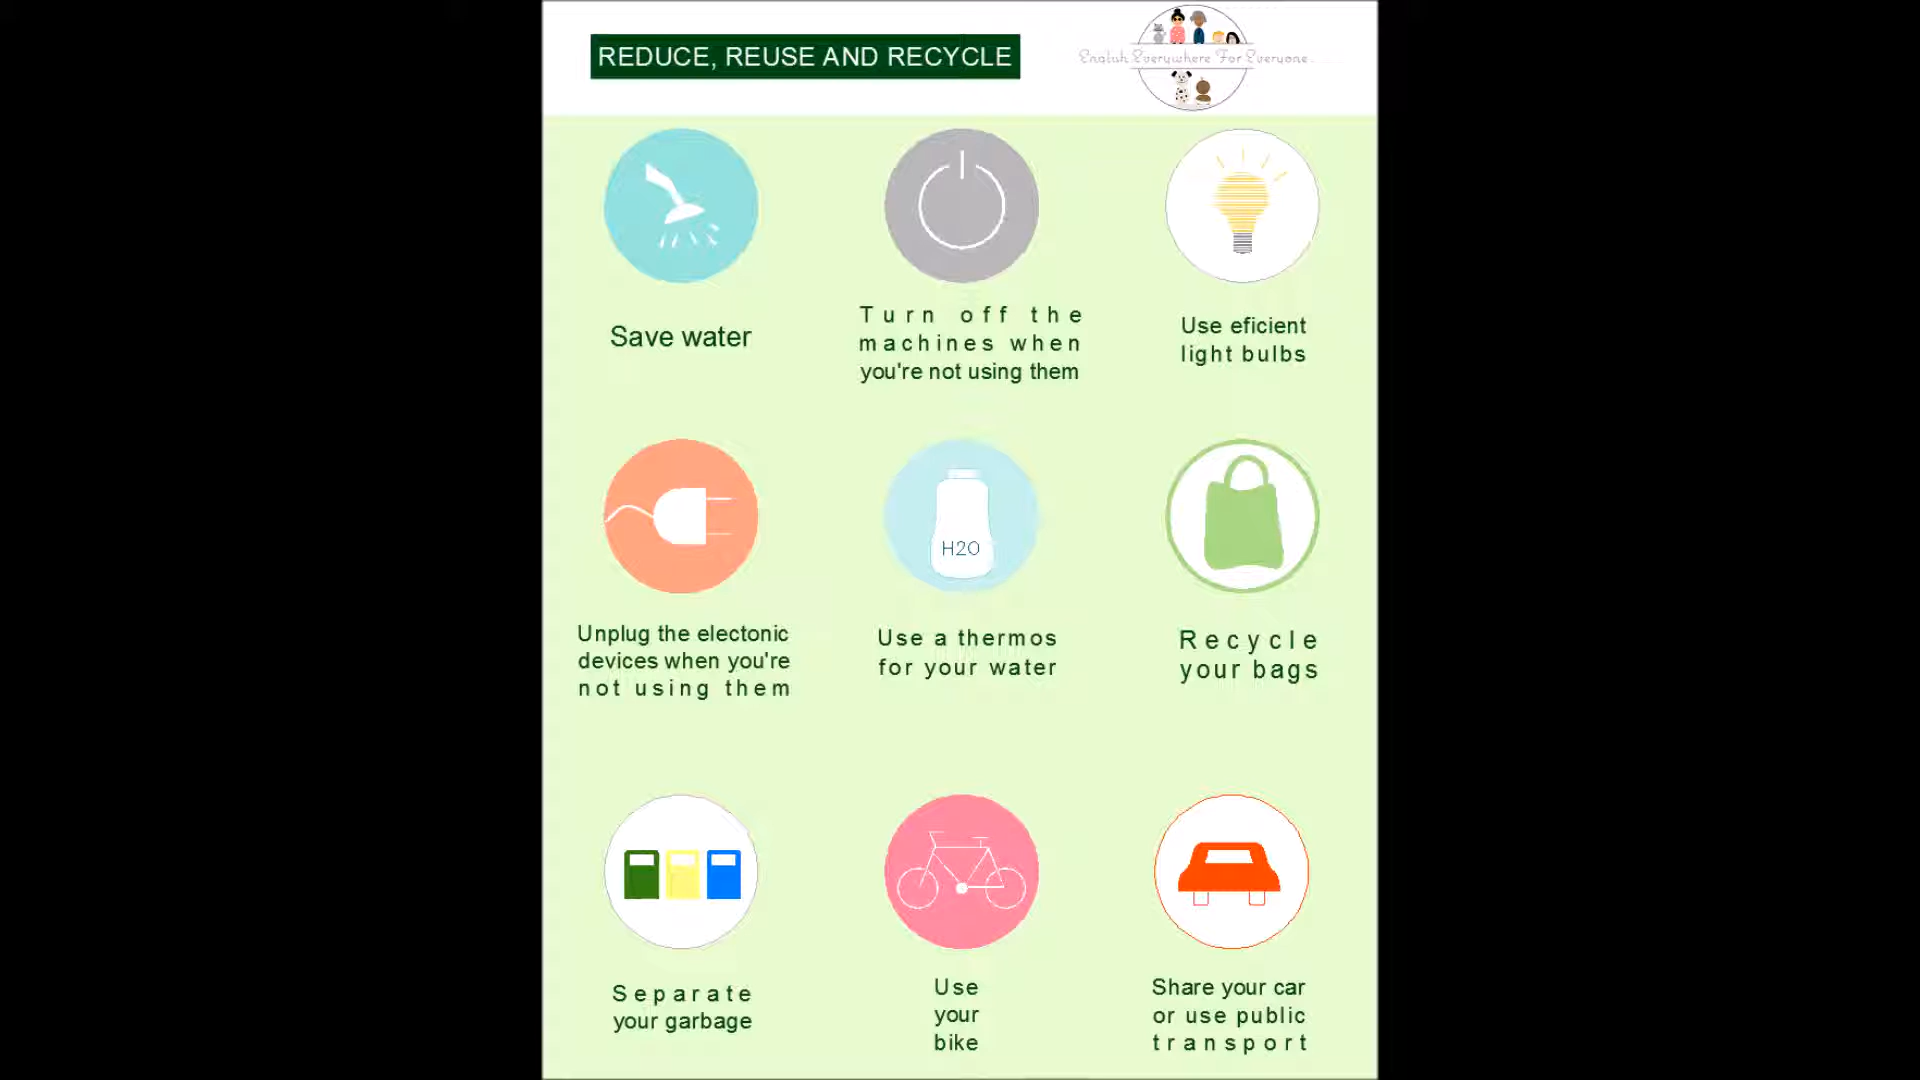 REDUCE, REUSE AND RECYCLE
English Everywhere For Everyone
Save water
Turn off the
machines when
you're not using them
Use eficient
light bulbs
Unplug the electonic
devices when you're
not using them
H2O
Use a thermos
for your water
Recycle
your bags
Separate
your garbage
Use
your
bike
Share your car
or use public
transport